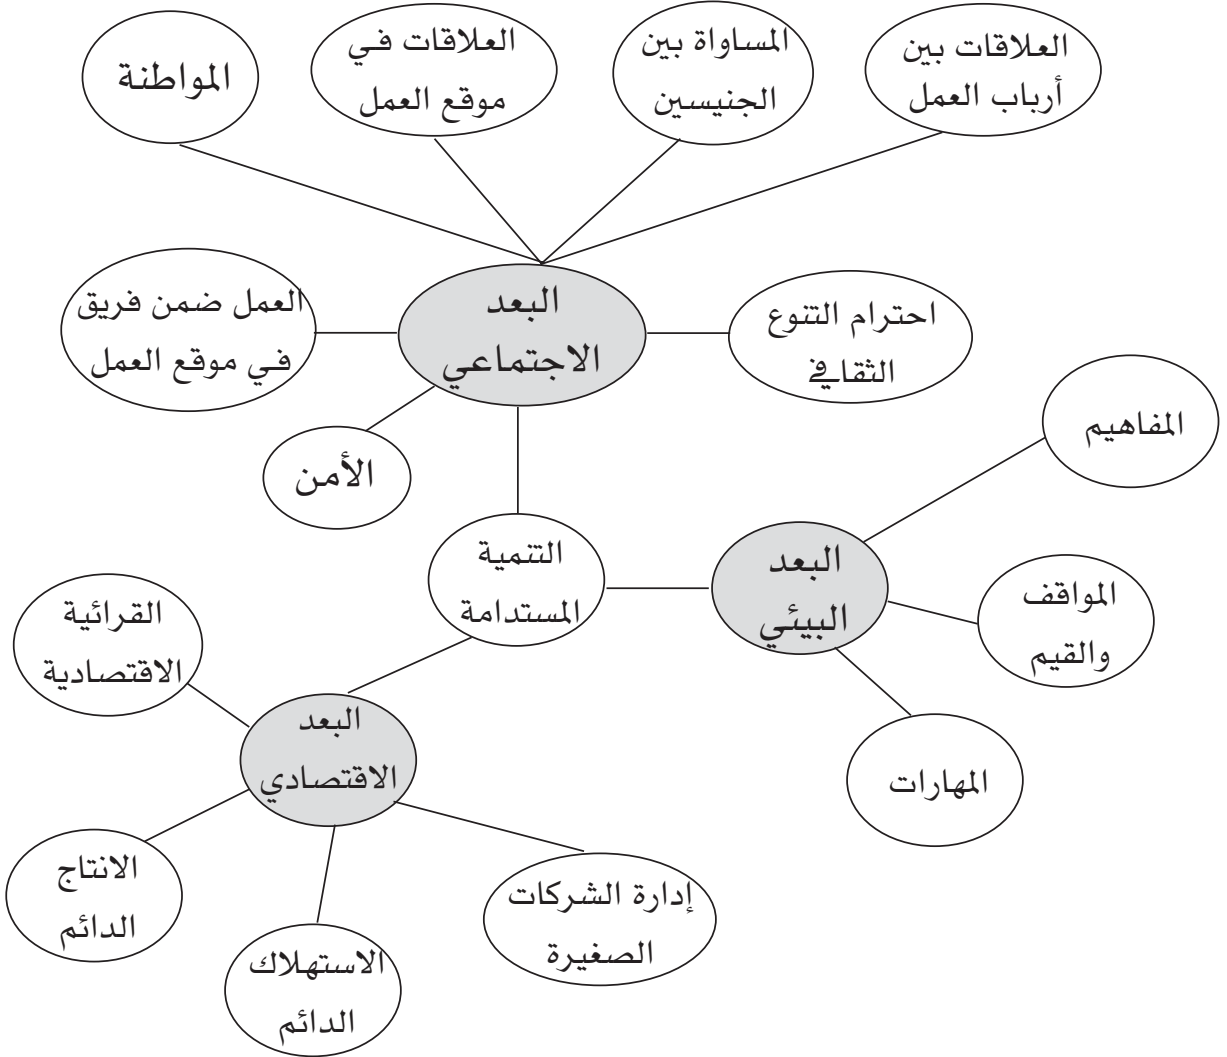 العلاقات بين
أرباب العمل
المساواة بين
الجنيسين
العلاقات في
موقع العمل
المواطنة
البعد
الاجتماعي
احترام التنوع
الثقافي
العمل ضمن فريق
في موقع العمل
الأمن
المفاهيم
التنمية
المستدامة
البعد
البيئي
المواقف
والقيم
المهارات
القرائية
الاقتصادية
البعد
الاقتصادي
الانتاج
الدائم
الاستهلاك
الدائم
إدارة الشركات
الصغيرة